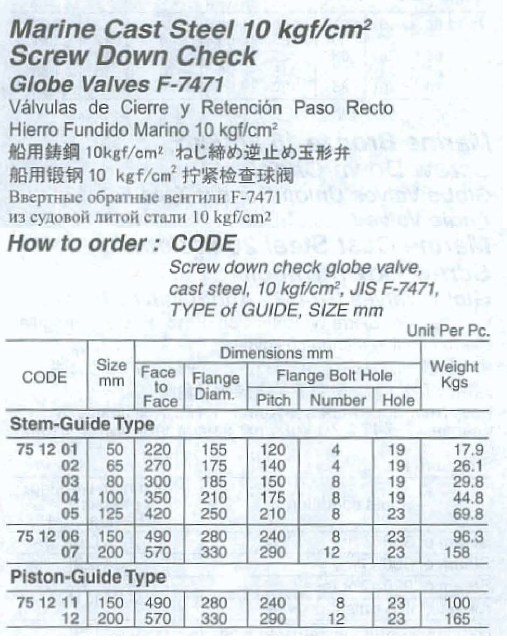 Marine Cast Steel 10 kgf/cm²
Screw Down Check
Globe Valves F-7471
Válvulas de Cierre y Retención Paso Recto
Hierro Fundido Marino 10 kgf/cm²
船用鋳鋼 10kgf/cm² ねじ締め逆止め玉形弁
船用锻钢 10 kgf/cm² 拧紧检查球阀
Ввертные обратные вентили F-7471
из судовой литой стали 10 kgf/cm2
How to order : CODE
Screw down check globe valve,
cast steel, 10 kgf/cm², JIS F-7471,
TYPE of GUIDE, SIZE mm
Unit Per Pc.
CODE Size mm Dimensions mm Weight Kgs
Face to Face Flange Diam. Flange Bolt Hole
Pitch Number Hole
Stem-Guide Type
75 12 01 50 220 155 120 4 19 17.9
02 65 270 175 140 4 19 26.1
03 80 300 185 150 8 19 29.8
04 100 350 210 175 8 19 44.8
05 125 420 250 210 8 23 69.8
75 12 06 150 490 280 240 8 23 96.3
07 200 570 330 290 12 23 158
Piston-Guide Type
75 12 11 150 490 280 240 8 23 100
12 200 570 330 290 12 23 165